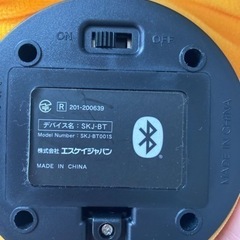 ON OFF
R 201-200639
デバイス名：SKJ-BT
Model Number：SKJ-BT001S
株式会社 エスケイジャパン
MADE IN CHINA